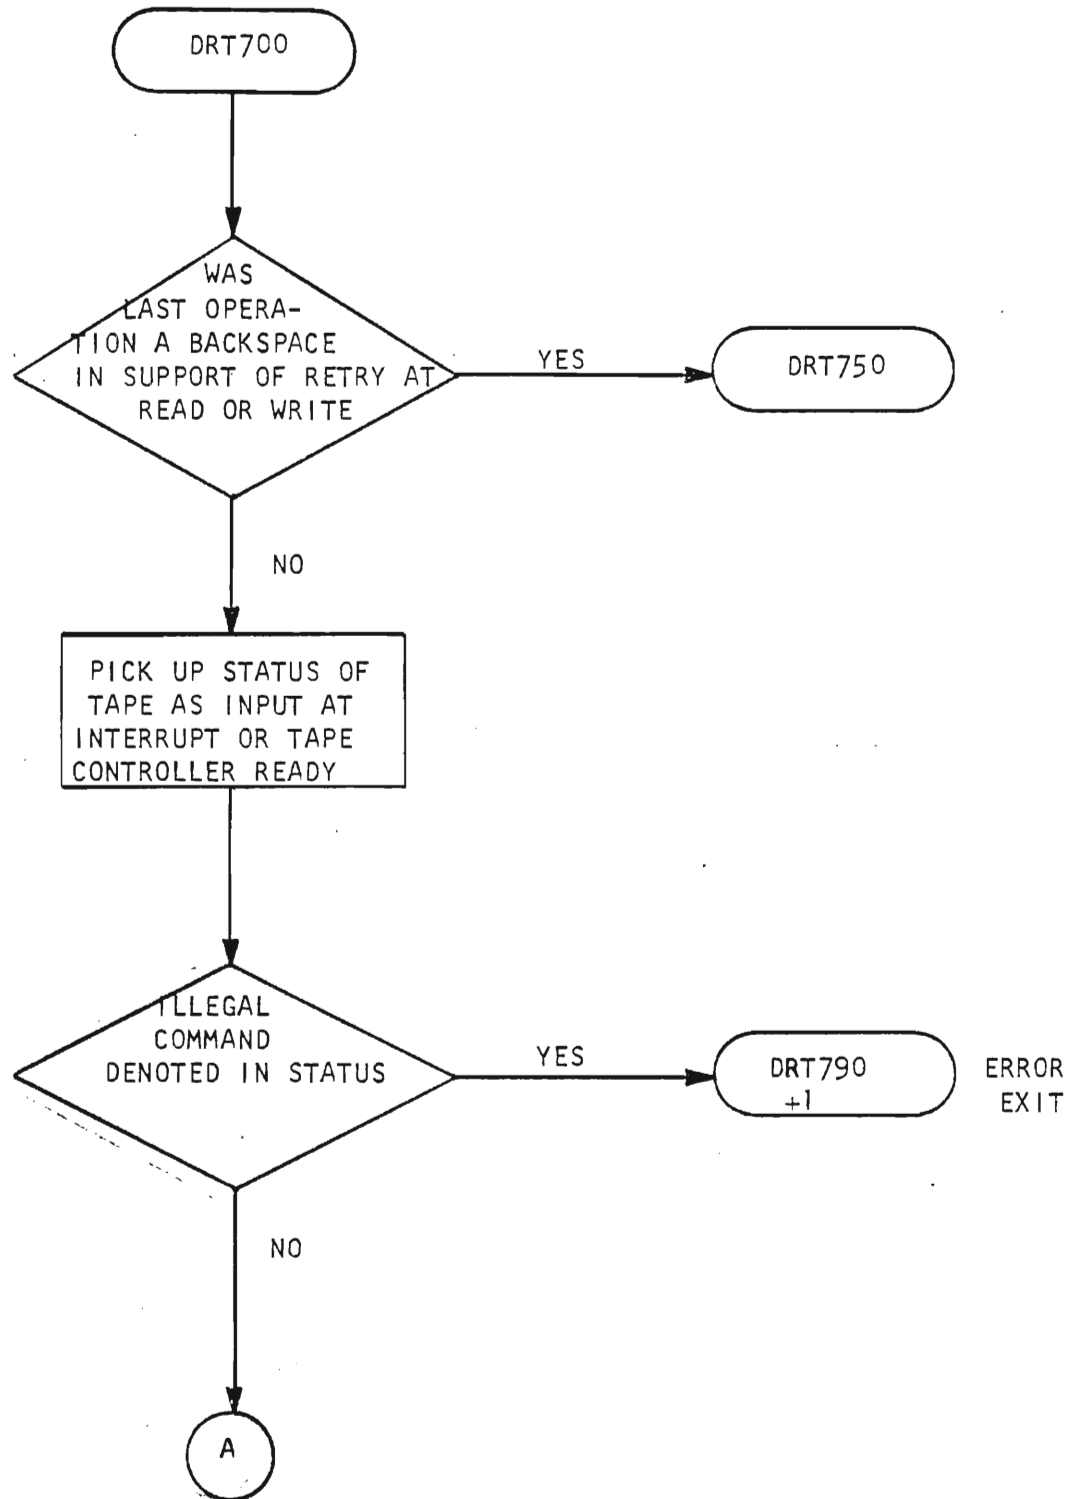 DRT700
WAS
LAST OPERA-
TION A BACKSPACE
IN SUPPORT OF RETRY AT
READ OR WRITE
YES
DRT750
NO
PICK UP STATUS OF
TAPE AS INPUT AT
INTERRUPT OR TAPE
CONTROLLER READY
ILLEGAL
COMMAND
DENOTED IN STATUS
YES
DRT790
+1
ERROR
EXIT
NO
A